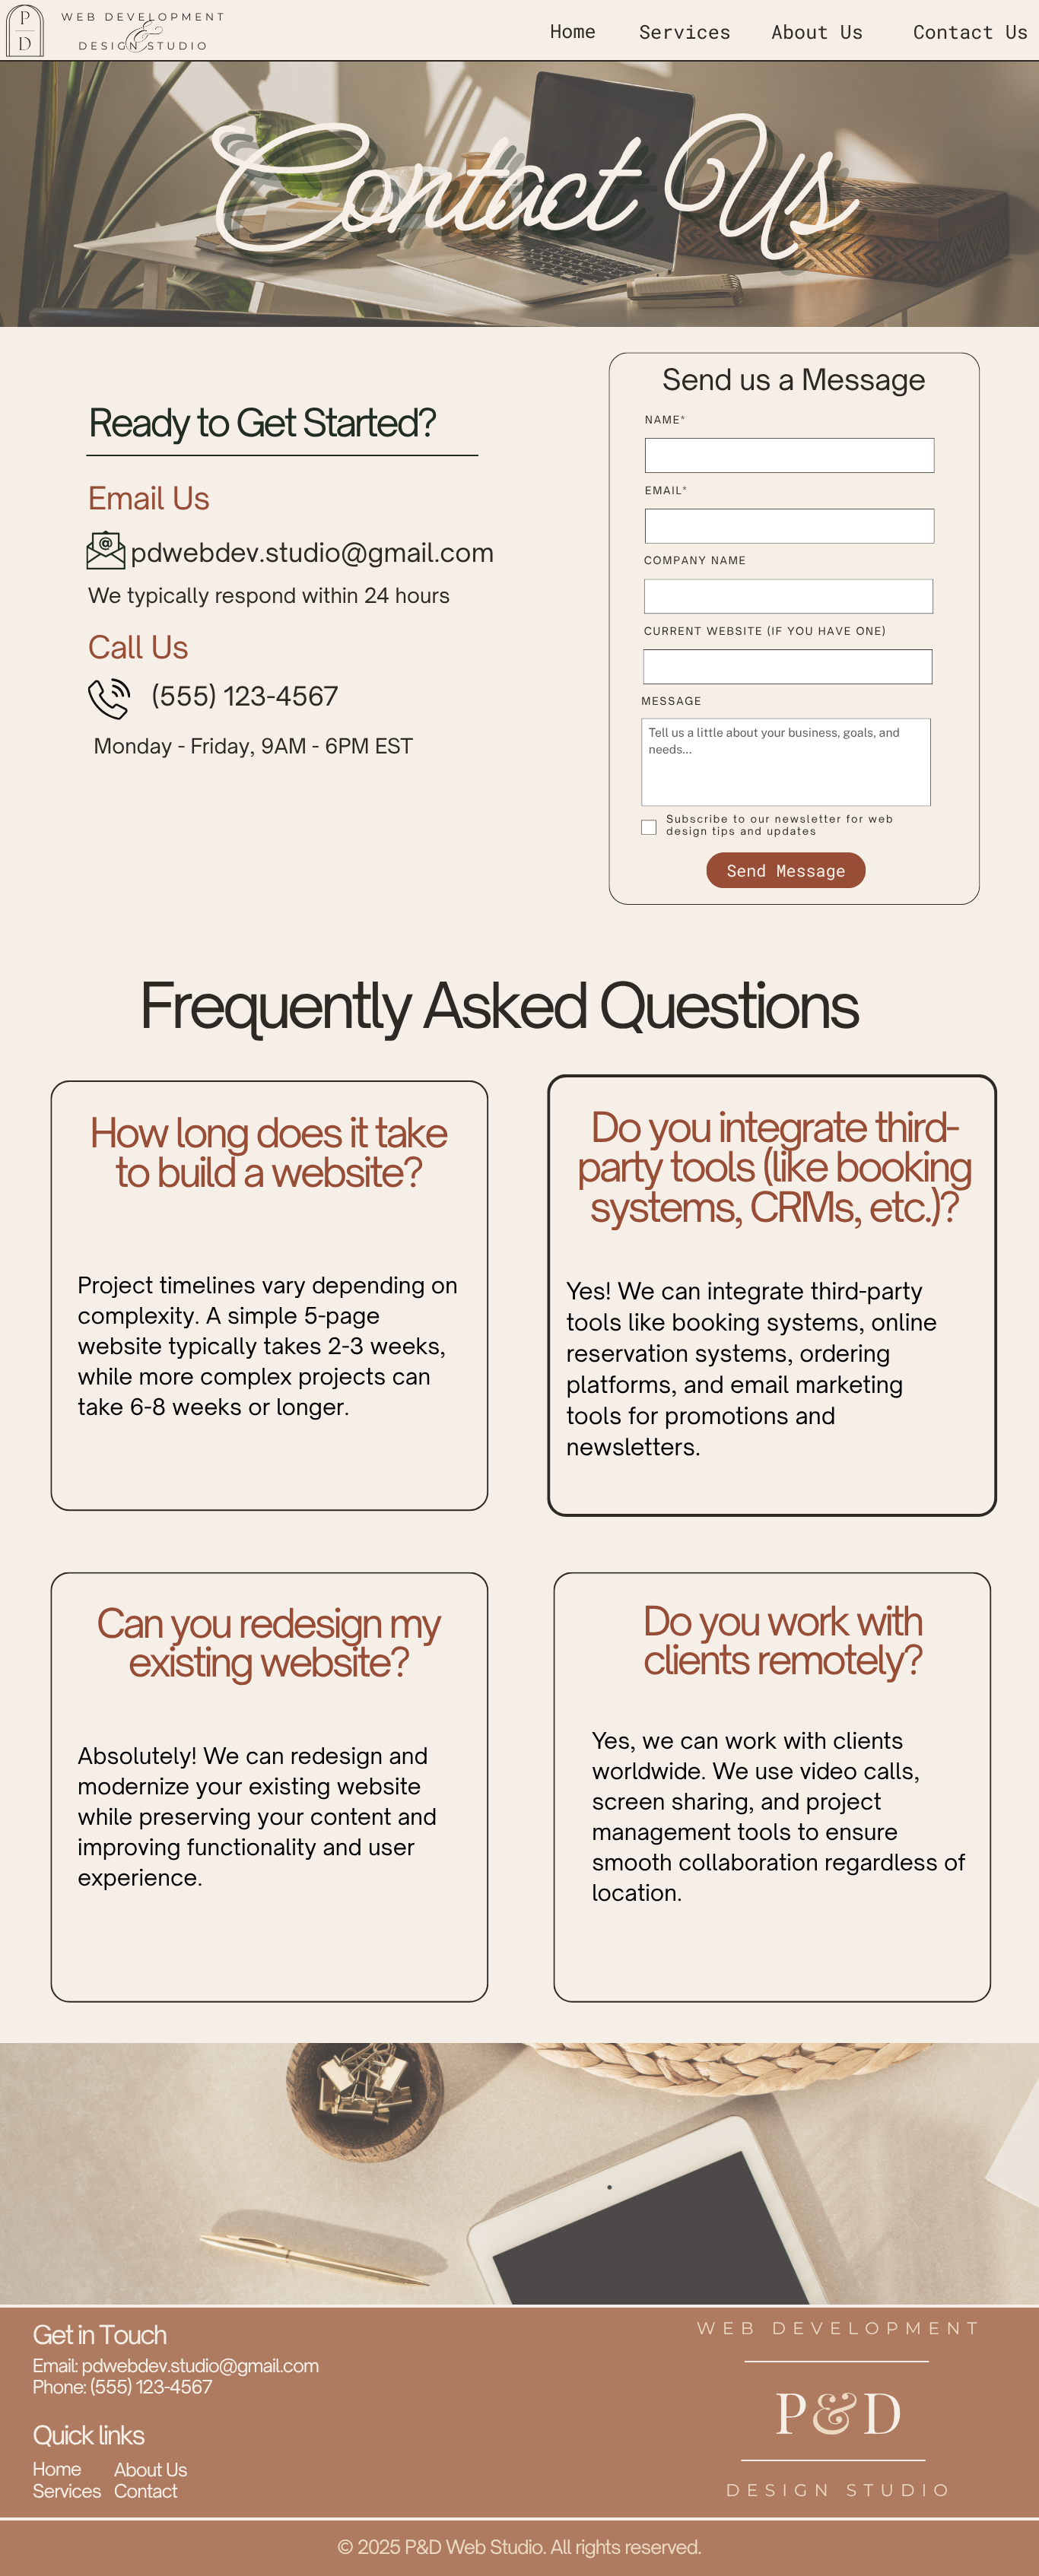 P
D
WEB DEVELOPMENT
&
DESIGN STUDIO
Home Services About Us Contact Us
Contact Us
Ready to Get Started?
Email Us
@
pdwebdev.studio@gmail.com
We typically respond within 24 hours
Call Us
(555) 123-4567
Monday - Friday, 9AM - 6PM EST
Send us a Message
NAME*
EMAIL*
COMPANY NAME
CURRENT WEBSITE (IF YOU HAVE ONE)
MESSAGE
Tell us a little about your business, goals, and
needs...
Subscribe to our newsletter for web
design tips and updates
Send Message
Frequently Asked Questions
How long does it take
to build a website?
Project timelines vary depending on
complexity. A simple 5-page
website typically takes 2-3 weeks,
while more complex projects can
take 6-8 weeks or longer.
Do you integrate third-
party tools (like booking
systems, CRMs, etc.)?
Yes! We can integrate third-party
tools like booking systems, online
reservation systems, ordering
platforms, and email marketing
tools for promotions and
newsletters.
Can you redesign my
existing website?
Absolutely! We can redesign and
modernize your existing website
while preserving your content and
improving functionality and user
experience.
Do you work with
clients remotely?
Yes, we can work with clients
worldwide. We use video calls,
screen sharing, and project
management tools to ensure
smooth collaboration regardless of
location.
Get in Touch
Email: pdwebdev.studio@gmail.com
Phone: (555) 123-4567
Quick links
Home About Us
Services Contact
WEB DEVELOPMENT
P&D
DESIGN STUDIO
© 2025 P&D Web Studio. All rights reserved.